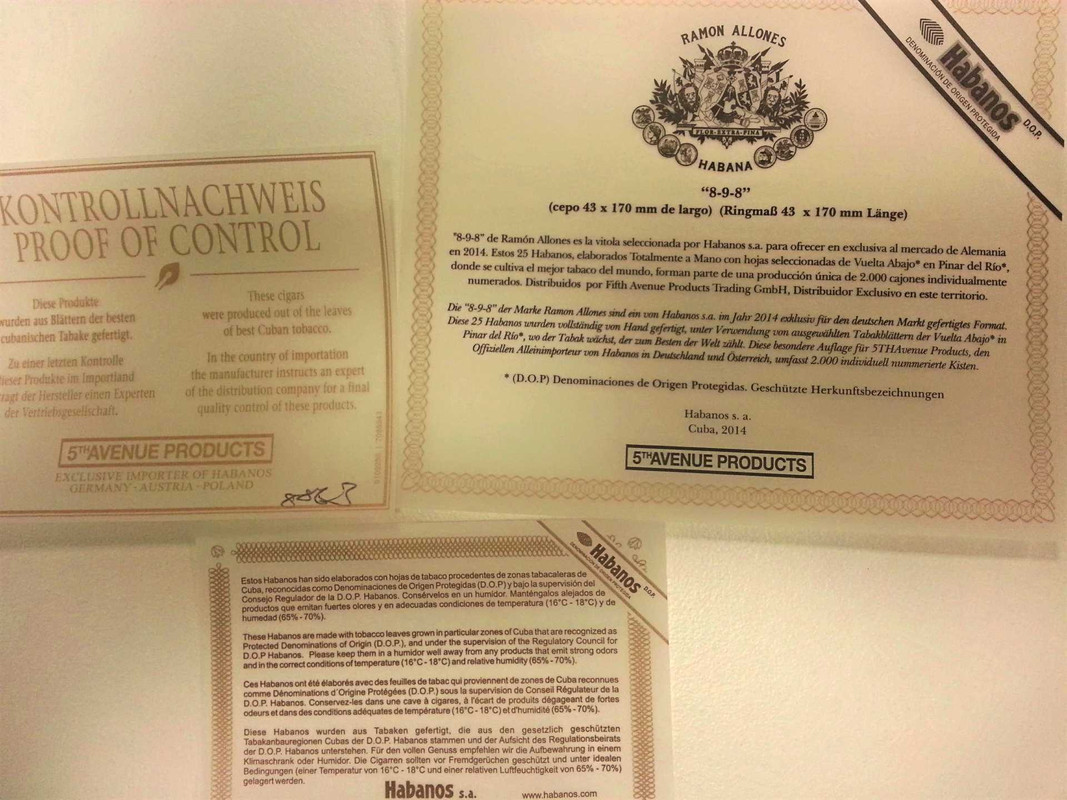 KONTROLLNACHWEIS
PROOF OF CONTROL
Diese Produkte
wurden aus Blättern der besten
cubanischen Tabake gefertigt.
Zu einer letzten Kontrolle
dieser Produkte im Importland
der Hersteller einen Experten
der Vertriebsgesellschaft.
These cigars
were produced out of the leaves
of best Cuban tobacco.
In the country of importation
the manufacturer instructs an expert
of the distribution company for a final
quality control of these products.
5THAVENUE PRODUCTS
EXCLUSIVE IMPORTER OF HABANOS
GERMANY - AUSTRIA - POLAND
RAMON ALLONES
FLOR EXTRA FINA
HABANA
Habanos D.O.P.
DENOMINACIÓN DE ORIGEN PROTEGIDA
"8-9-8"
(cepo 43 x 170 mm de largo) (Ringmaß 43 x 170 mm Länge)
"8-9-8" de Ramón Allones es la vitola seleccionada por Habanos s.a. para ofrecer en exclusiva al mercado de Alemania
en 2014. Estos 25 Habanos, elaborados Totalmente a Mano con hojas seleccionadas de Vuelta Abajo* en Pinar del Río*,
donde se cultiva el mejor tabaco del mundo, forman parte de una producción única de 2.000 cajones individualmente
numerados. Distribuidos por Fifth Avenue Products Trading GmbH, Distribuidor Exclusivo en este territorio.
Die "8-9-8" der Marke Ramon Allones sind ein von Habanos s.a. im Jahr 2014 exklusiv für den deutschen Markt gefertigtes Format.
Diese 25 Habanos wurden vollständig von Hand gefertigt, unter Verwendung von ausgewählten Tabakblättern der Vuelta Abajo* in
Pinar del Río*, wo der Tabak wächst, der zum Besten der Welt zählt. Diese besondere Auflage für 5THAvenue Products, den
Offiziellen Alleinimporteur von Habanos in Deutschland und Österreich, umfasst 2.000 individuell nummerierte Kisten.
* (D.O.P) Denominaciones de Origen Protegidas. Geschützte Herkunftsbezeichnungen
Habanos s. a.
Cuba, 2014
5THAVENUE PRODUCTS
Habanos D.O.P.
DENOMINACIÓN DE ORIGEN PROTEGIDA
Estos Habanos han sido elaborados con hojas de tabaco procedentes de zonas tabacaleras de
Cuba, reconocidas como Denominaciones de Origen Protegidas (D.O.P) y bajo la supervisión del
Consejo Regulador de la D.O.P. Habanos. Consérvelos en un humidor. Manténgalos alejados de
productos que emitan fuertes olores y en adecuadas condiciones de temperatura (16°C - 18°C) y de
humedad (65% - 70%).
These Habanos are made with tobacco leaves grown in particular zones of Cuba that are recognized as
Protected Denominations of Origin (D.O.P.), and under the supervision of the Regulatory Council for
D.O.P Habanos. Please keep them in a humidor well away from any products that emit strong odors
and in the correct conditions of temperature (16°C - 18°C) and relative humidity (65% - 70%).
Ces Habanos ont été élaborés avec des feuilles de tabac qui proviennent de zones de Cuba reconnues
comme Dénominations d'Origine Protégées (D.O.P.) sous la supervision de Conseil Régulateur de la
D.O.P. Habanos. Conservez-les dans une cave à cigares, à l'écart de produits dégageant de fortes
odeurs et dans des conditions adéquates de température (16°C - 18°C) et d'humidité (65% - 70%).
Diese Habanos wurden aus Tabaken gefertigt, die aus den gesetzlich geschützten
Tabakanbauregionen Cubas der D.O.P. Habanos stammen und der Aufsicht des Regulationsbeirats
der D.O.P. Habanos unterstehen. Für den vollen Genuss empfehlen wir die Aufbewahrung in einem
Klimaschrank oder Humidor. Die Cigarren sollten vor Fremdgerüchen geschützt und unter idealen
Bedingungen (einer Temperatur von 16°C - 18°C und einer relativen Luftfeuchtigkeit von 65% - 70%)
gelagert werden.
Habanos s.a.
www.habanos.com